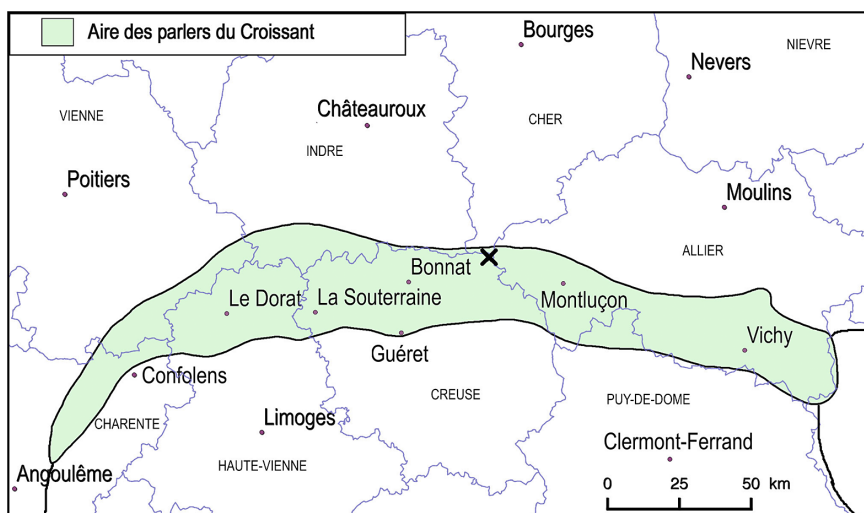 Aire des parlers du Croissant
Bourges
NIEVRE
Nevers
Châteauroux
VIENNE
CHER
INDRE
Poitiers
Moulins
ALLIER
Bonnat
Le Dorat
La Souterraine
Montluçon
Vichy
Guéret
Confolens
CREUSE
PUY-DE-DOME
CHARENTE
Limoges
Clermont-Ferrand
HAUTE-VIENNE
Angoulême
0 25 50 km